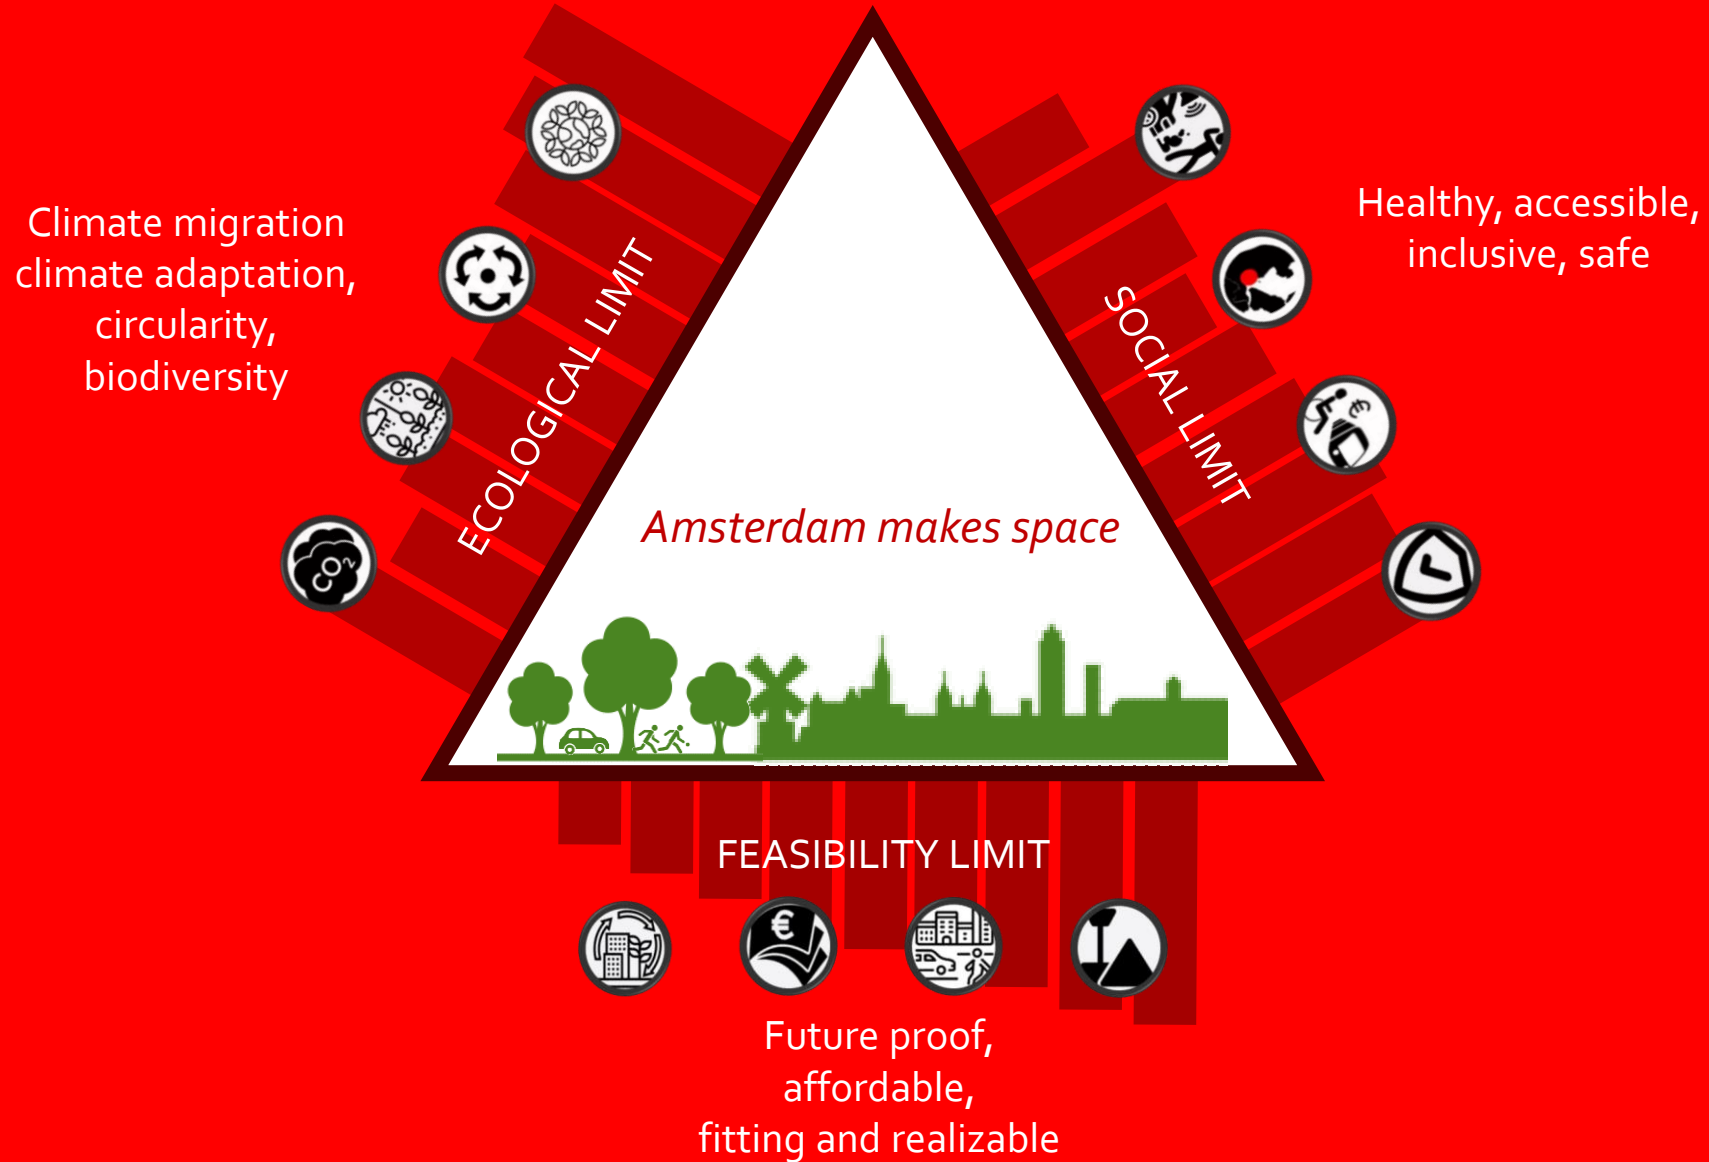 Climate migration
climate adaptation,
circularity,
biodiversity
ECOLOGICAL LIMIT
Healthy, accessible,
inclusive, safe
SOCIAL LIMIT
Amsterdam makes space
CO2
€
FEASIBILITY LIMIT
€
Future proof,
affordable,
fitting and realizable